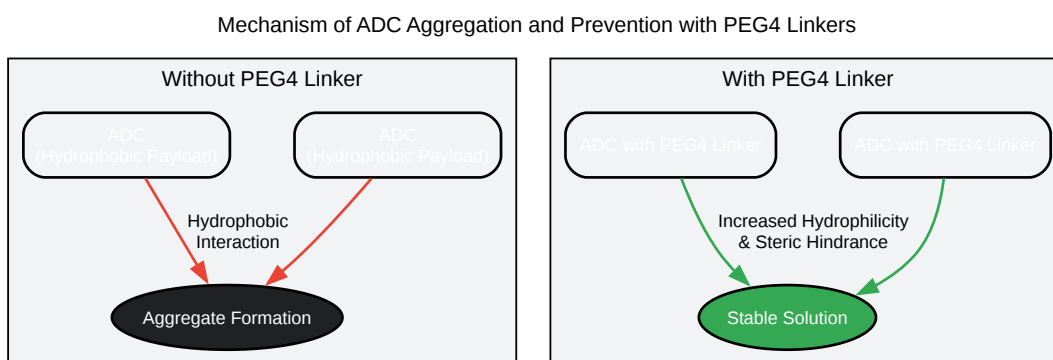 Mechanism of ADC Aggregation and Prevention with PEG4 Linkers
Without PEG4 Linker
ADC
(Hydrophobic Payload)
ADC
(Hydrophobic Payload)
Hydrophobic
Interaction
Aggregate Formation
With PEG4 Linker
ADC with PEG4 Linker
ADC with PEG4 Linker
Increased Hydrophilicity
& Steric Hindrance
Stable Solution